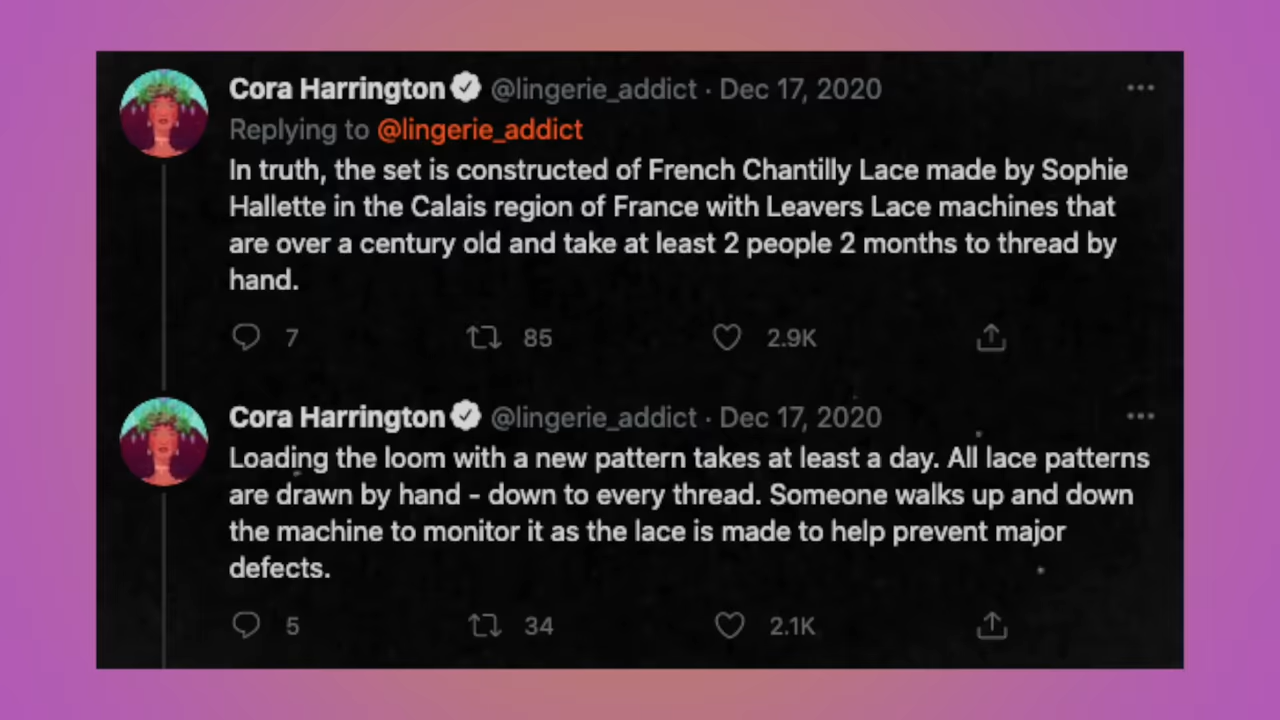 Cora Harrington @lingerie_addict · Dec 17, 2020
Replying to @lingerie_addict
In truth, the set is constructed of French Chantilly Lace made by Sophie
Hallette in the Calais region of France with Leavers Lace machines that
are over a century old and take at least 2 people 2 months to thread by
hand.
7 85 2.9K
Cora Harrington @lingerie_addict · Dec 17, 2020
Loading the loom with a new pattern takes at least a day. All lace patterns
are drawn by hand - down to every thread. Someone walks up and down
the machine to monitor it as the lace is made to help prevent major
defects.
5 34 2.1K